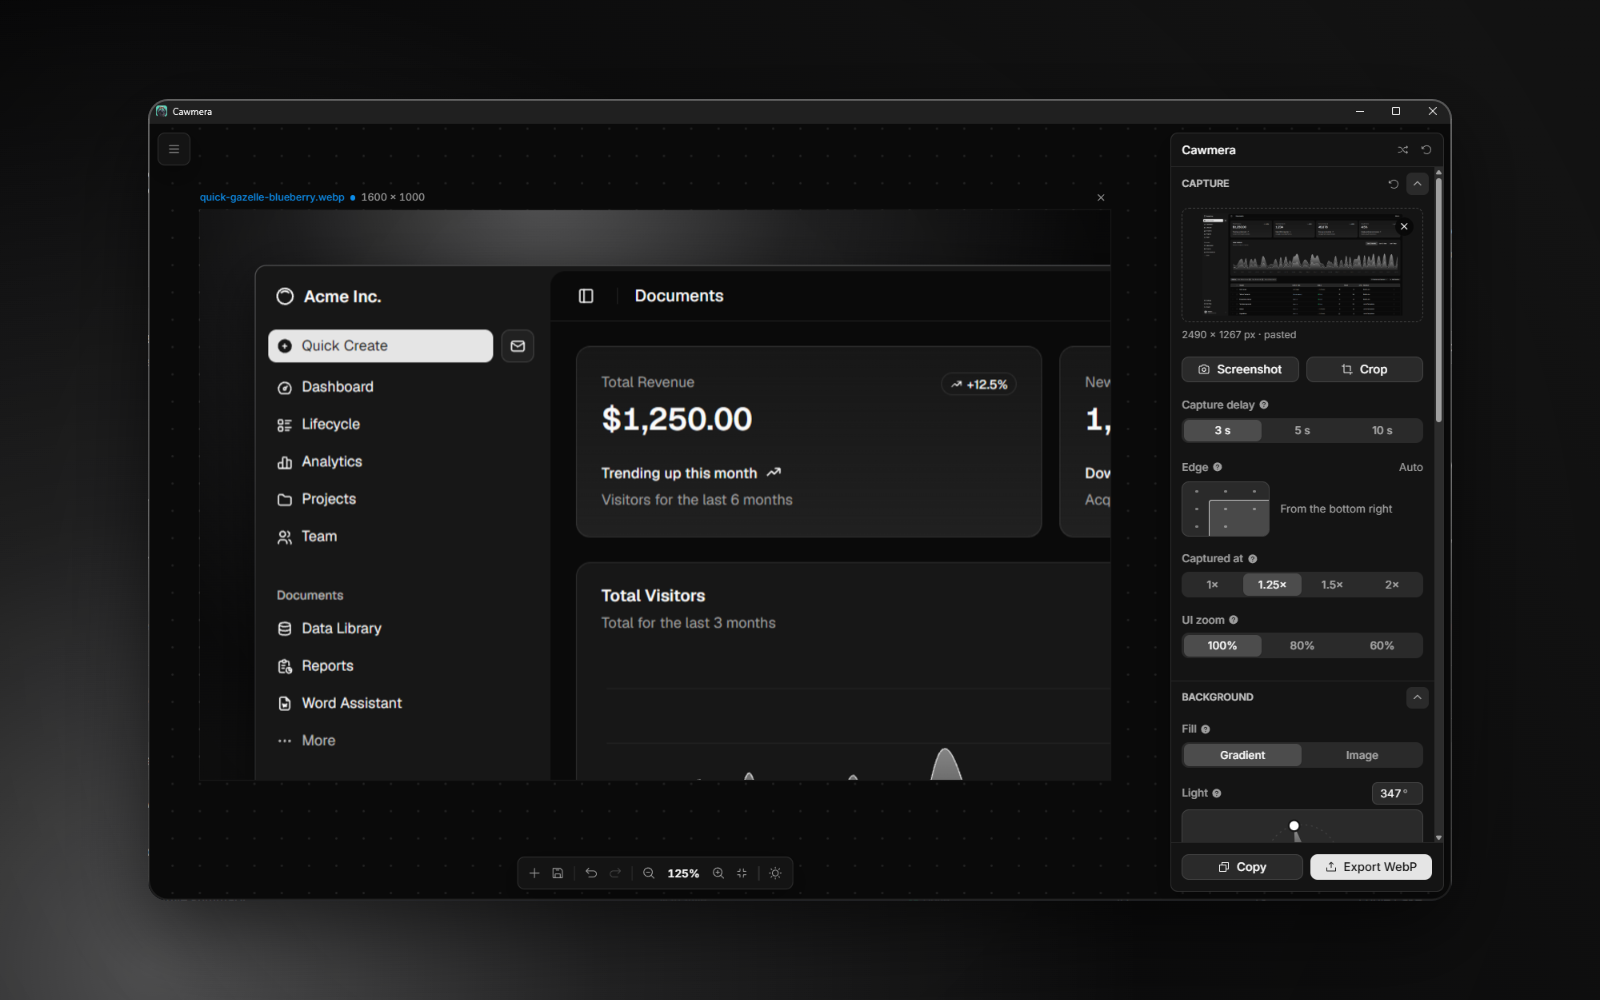 Cawmera
quick-gazelle-blueberry.webp • 1600 × 1000
Acme Inc.
Quick Create
Dashboard
Lifecycle
Analytics
Projects
Team
Documents
Data Library
Reports
Word Assistant
More
Documents
Total Revenue
+12.5%
$1,250.00
Trending up this month
Visitors for the last 6 months
New
1,
Dow
Acq
Total Visitors
Total for the last 3 months
125%
Cawmera
CAPTURE
2490 × 1267 px · pasted
Screenshot
Crop
Capture delay
3 s
5 s
10 s
Edge
Auto
From the bottom right
Captured at
1×
1.25×
1.5×
2×
UI zoom
100%
80%
60%
BACKGROUND
Fill
Gradient
Image
Light
347°
Copy
Export WebP